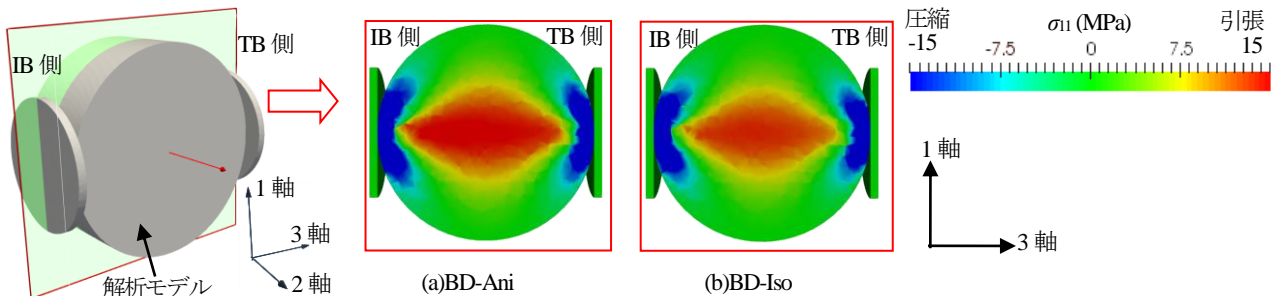 IB 側
TB 側
1 軸
3 軸
2 軸
解析モデル
IB 側
TB 側
(a)BD-Ani
IB 側
TB 側
(b)BD-Iso
圧縮
σ11 (MPa)
引張
-15
-7.5
0
7.5
15
1 軸
3 軸